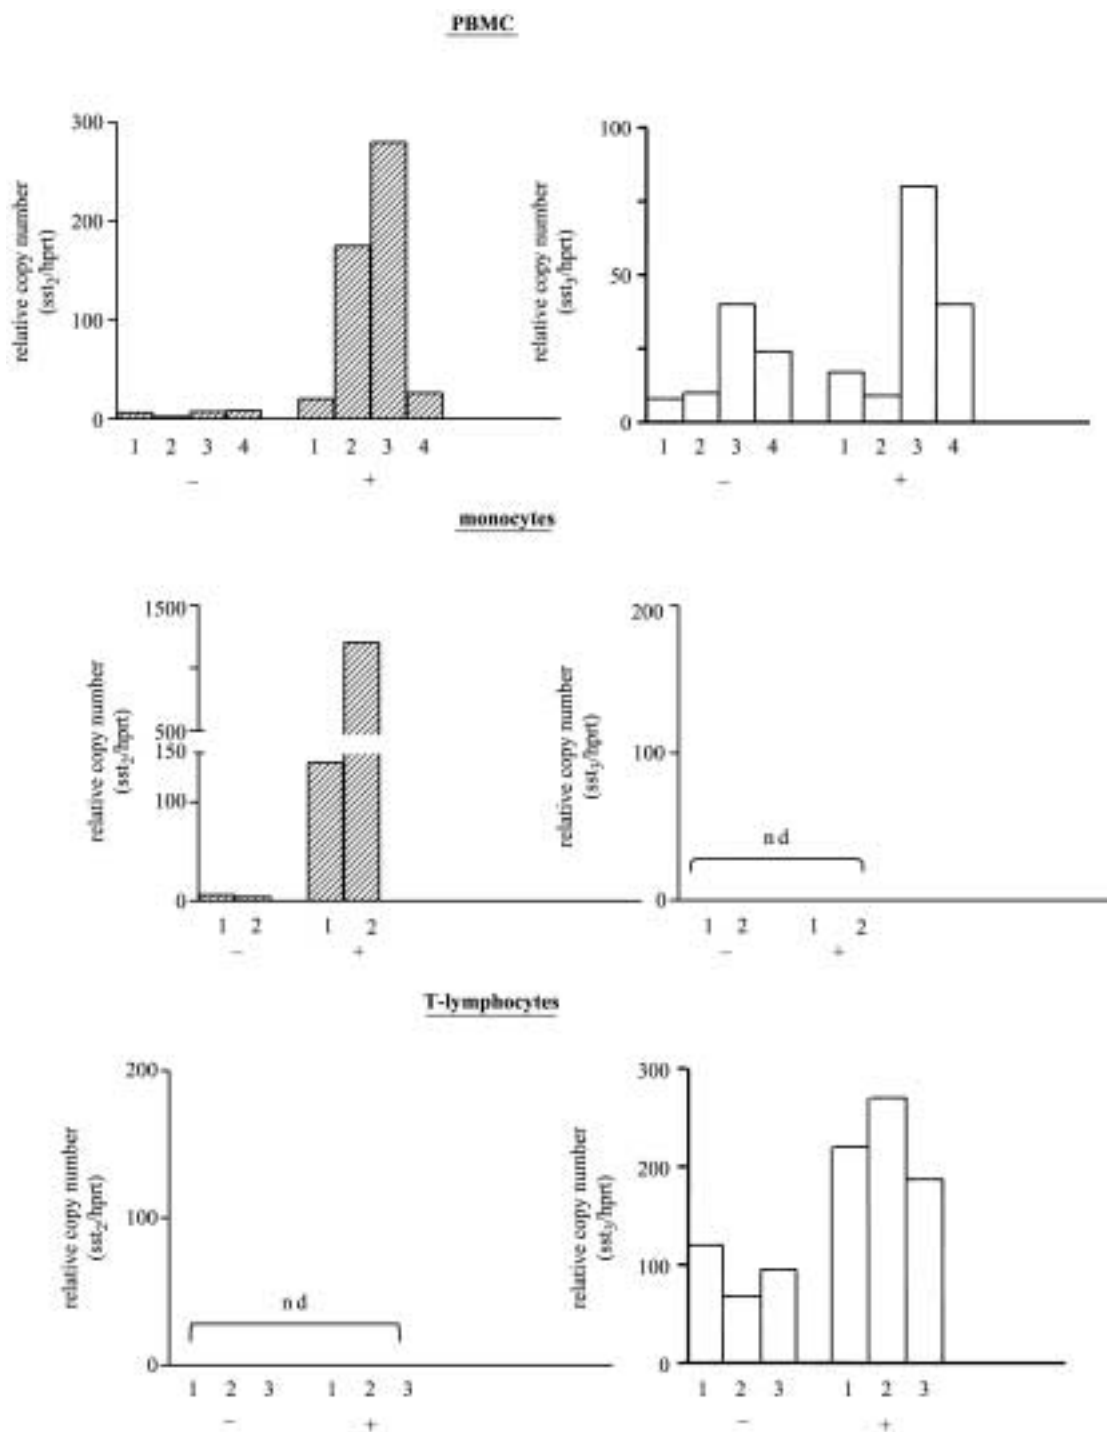 PBMC
relative copy number
(sst2/hprt)
300
200
100
0
1 2 3 4 1 2 3 4
– +
relative copy number
(sst3/hprt)
100
50
0
1 2 3 4 1 2 3 4
– +
monocytes
relative copy number
(sst2/hprt)
1500
500
150
100
0
1 2 1 2
– +
relative copy number
(sst3/hprt)
200
100
0
n d
1 2 1 2
– +
T-lymphocytes
relative copy number
(sst2/hprt)
200
100
0
n d
1 2 3 1 2 3
– +
relative copy number
(sst3/hprt)
300
200
100
0
1 2 3 1 2 3
– +